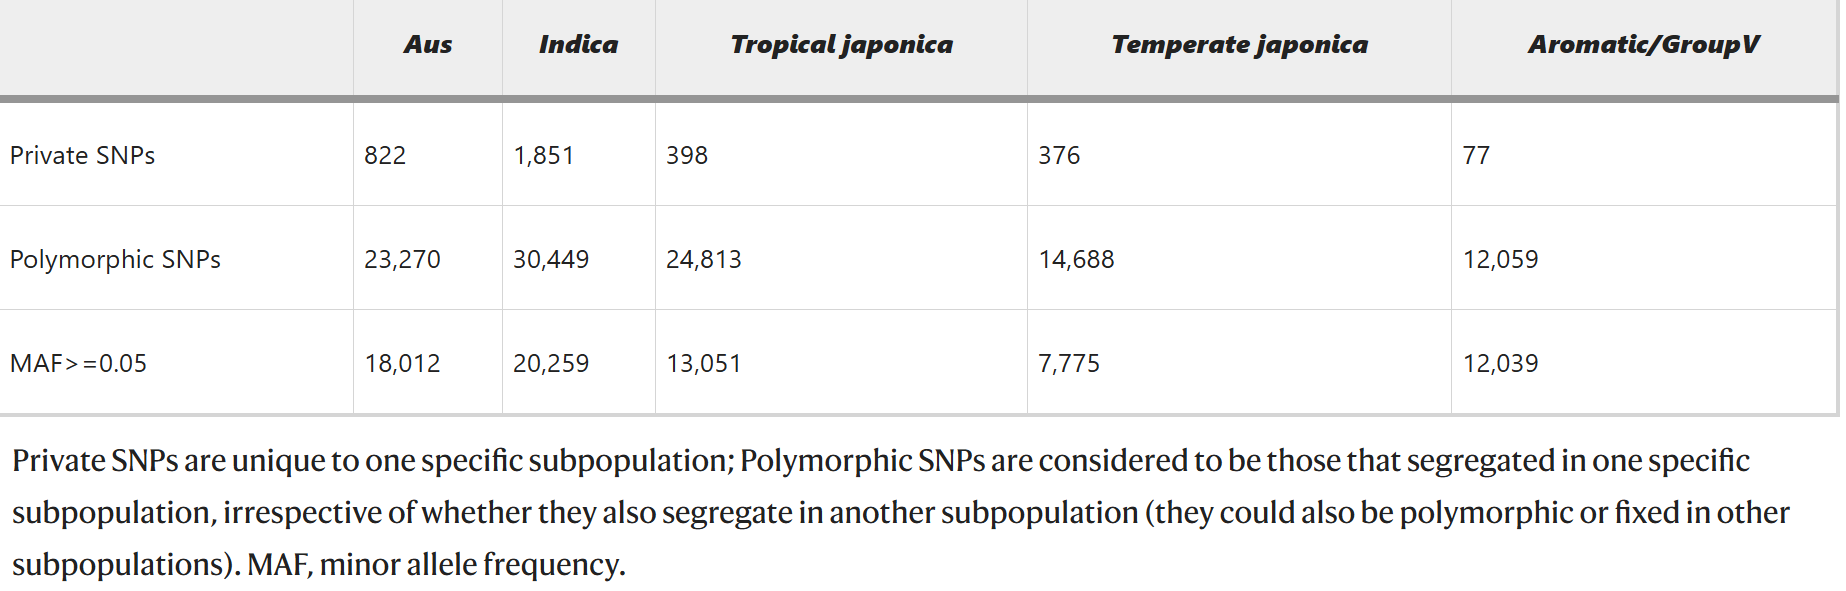 Aus Indica Tropical japonica Temperate japonica Aromatic/GroupV
Private SNPs 822 1,851 398 376 77
Polymorphic SNPs 23,270 30,449 24,813 14,688 12,059
MAF>=0.05 18,012 20,259 13,051 7,775 12,039
Private SNPs are unique to one specific subpopulation; Polymorphic SNPs are considered to be those that segregated in one specific
subpopulation, irrespective of whether they also segregate in another subpopulation (they could also be polymorphic or fixed in other
subpopulations). MAF, minor allele frequency.